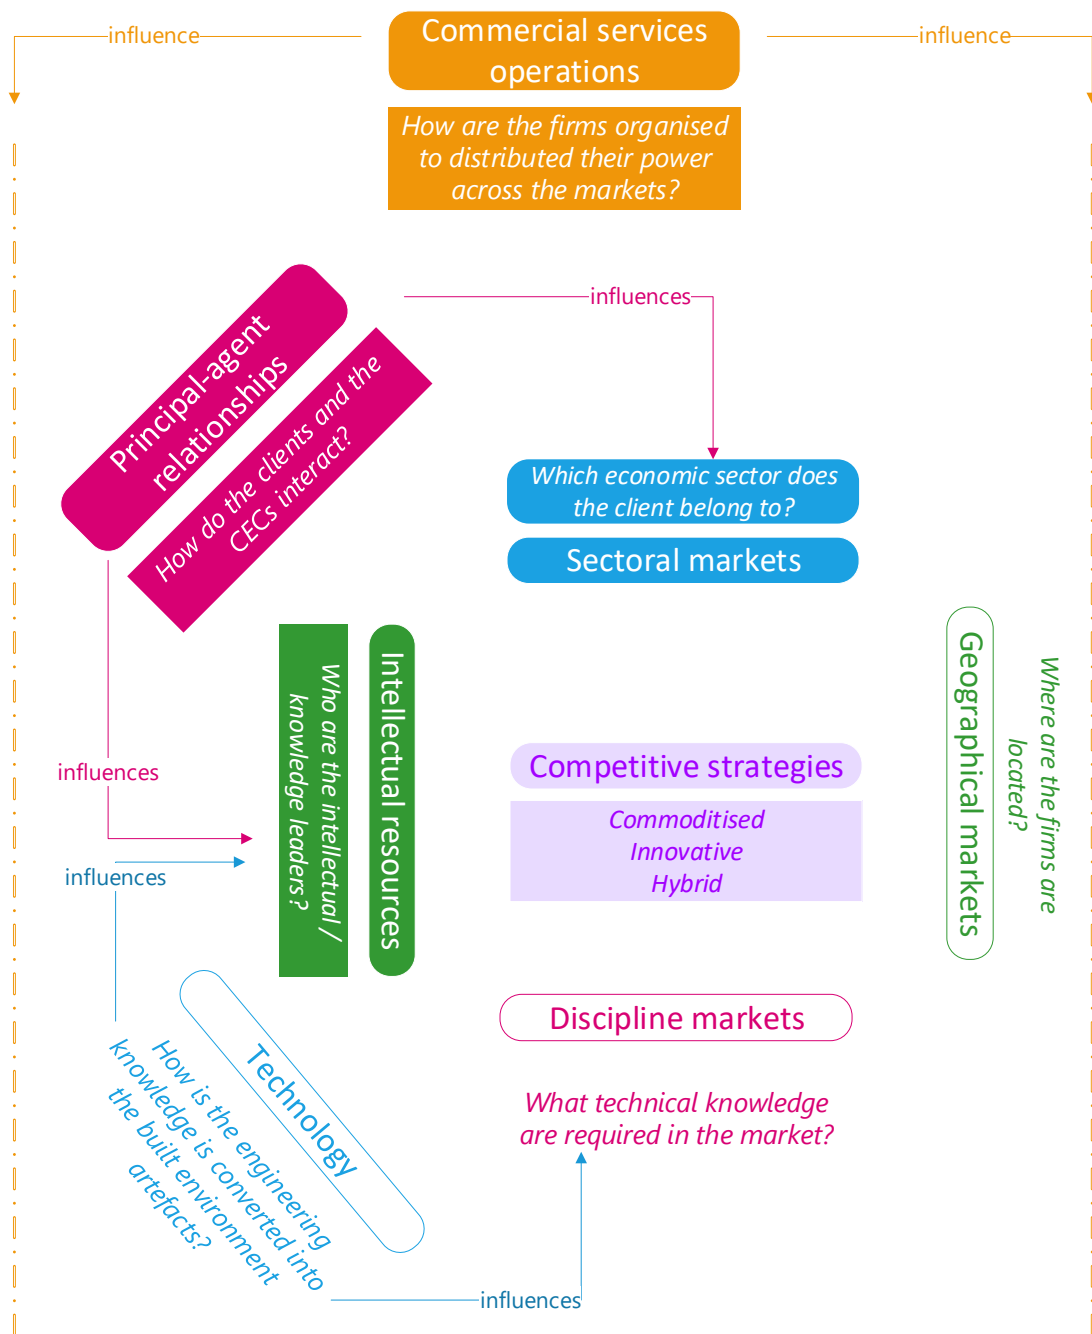 influence
Commercial services
operations
influence
How are the firms organised
to distributed their power
across the markets?
influences
Principal-agent
relationships
How do the clients and the
CECs interact?
Which economic sector does
the client belong to?
Sectoral markets
influences
Who are the intellectual /
knowledge leaders?
Intellectual resources
Competitive strategies
Commoditised
Innovative
Hybrid
Geographical markets
Where are the firms are
located?
influences
Technology
How is the engineering
knowledge is converted into
the built environment
artefacts?
Discipline markets
What technical knowledge
are required in the market?
influences